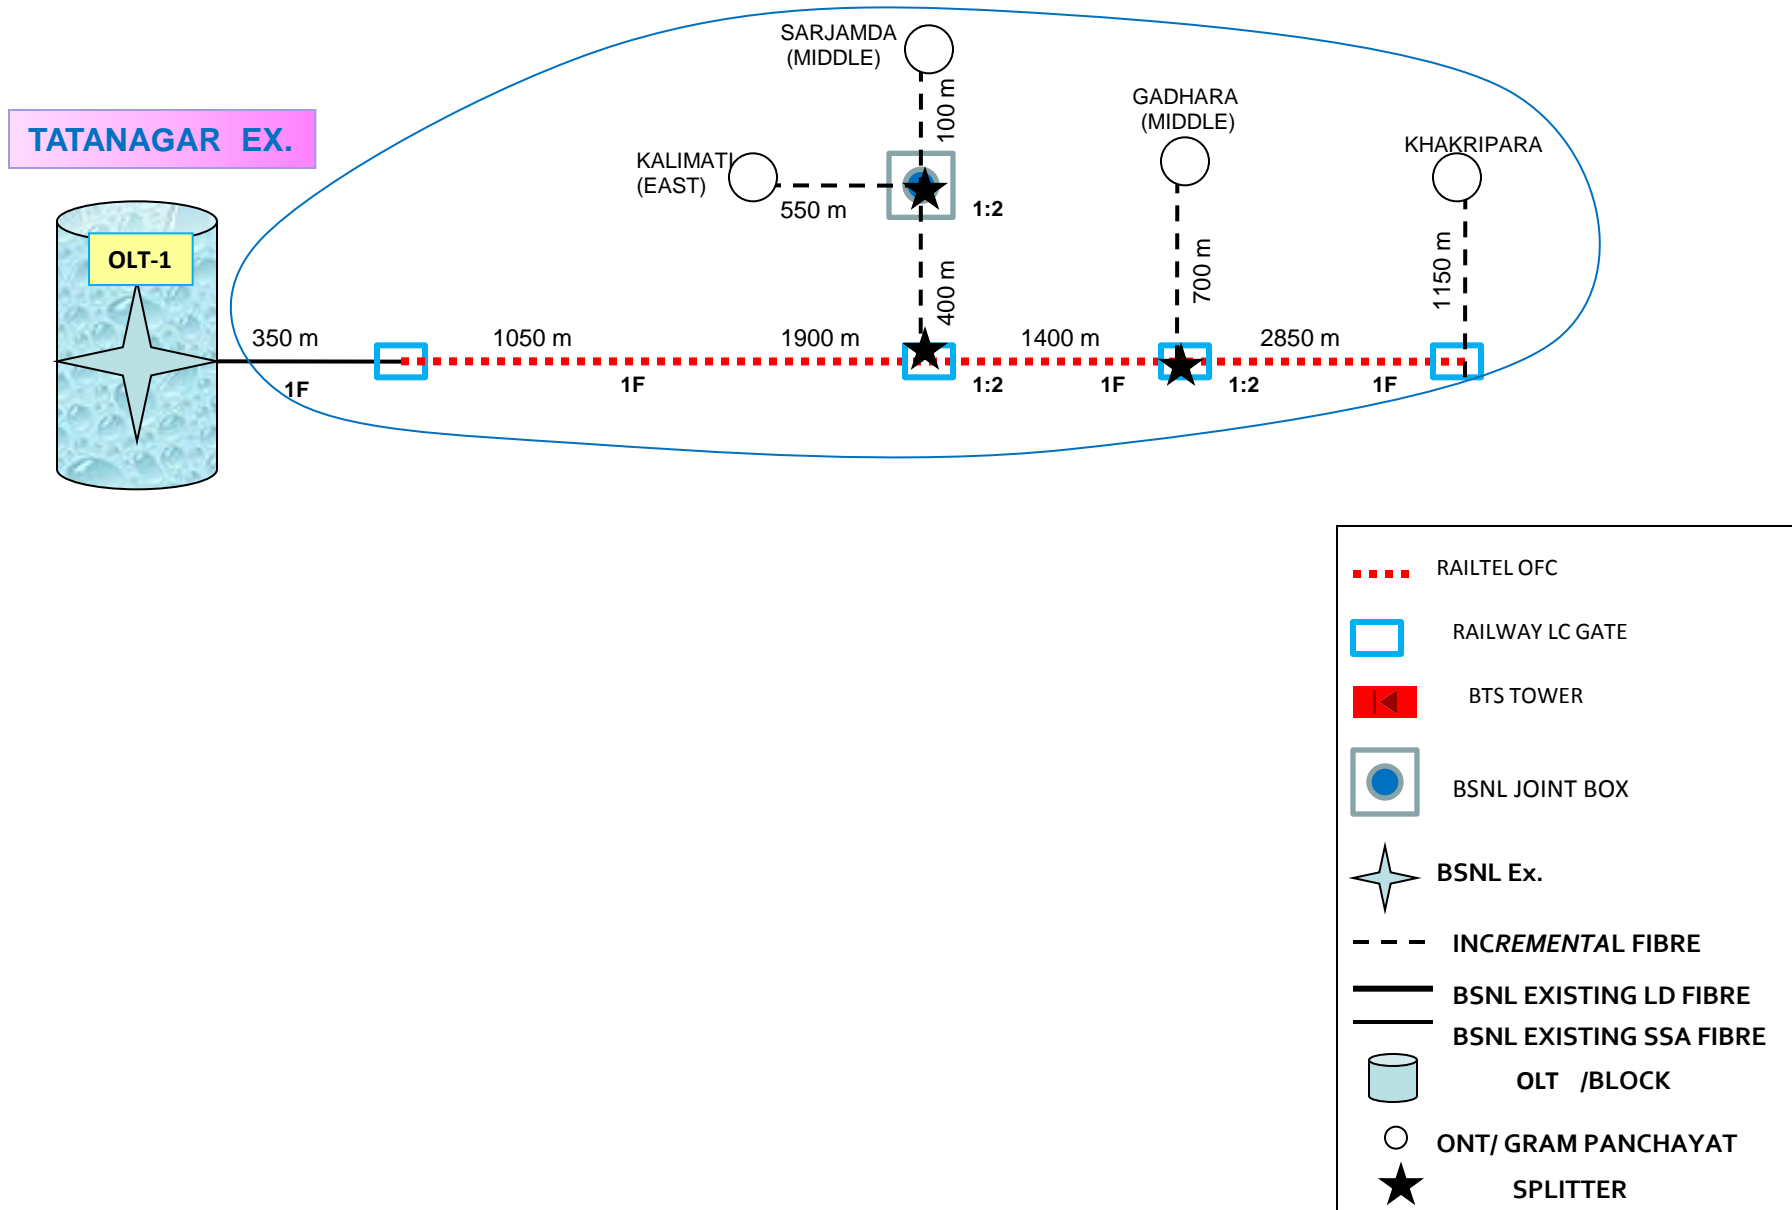 SARJAMDA
(MIDDLE)
100 m
GADHARA
(MIDDLE)
TATANAGAR EX.
KALIMATI
(EAST)
KHAKRIPARA
550 m
1:2
OLT-1
400 m
700 m
1150 m
350 m
1050 m
1900 m
1400 m
2850 m
1F
1F
1:2
1F
1:2
1F
RAILTEL OFC
RAILWAY LC GATE
BTS TOWER
BSNL JOINT BOX
BSNL Ex.
INCREMENTAL FIBRE
BSNL EXISTING LD FIBRE
BSNL EXISTING SSA FIBRE
OLT /BLOCK
ONT/ GRAM PANCHAYAT
SPLITTER